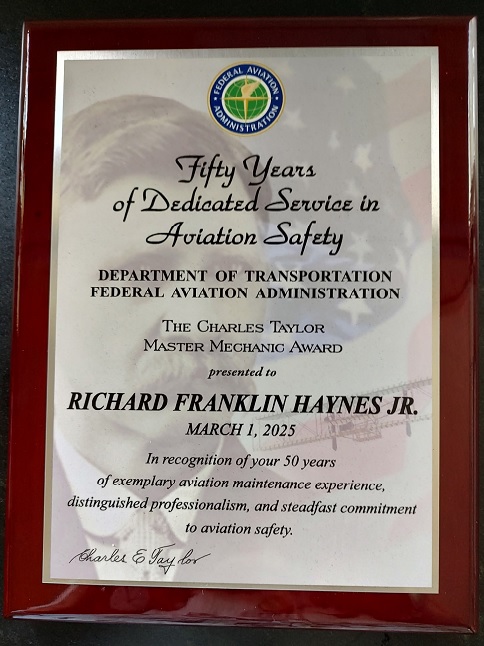 FEDERAL AVIATION
ADMINISTRATION
Fifty Years
of Dedicated Service in
Aviation Safety
DEPARTMENT OF TRANSPORTATION
FEDERAL AVIATION ADMINISTRATION
THE CHARLES TAYLOR
MASTER MECHANIC AWARD
presented to
RICHARD FRANKLIN HAYNES JR.
MARCH 1, 2025
In recognition of your 50 years
of exemplary aviation maintenance experience,
distinguished professionalism, and steadfast commitment
to aviation safety.
Charles E Taylor